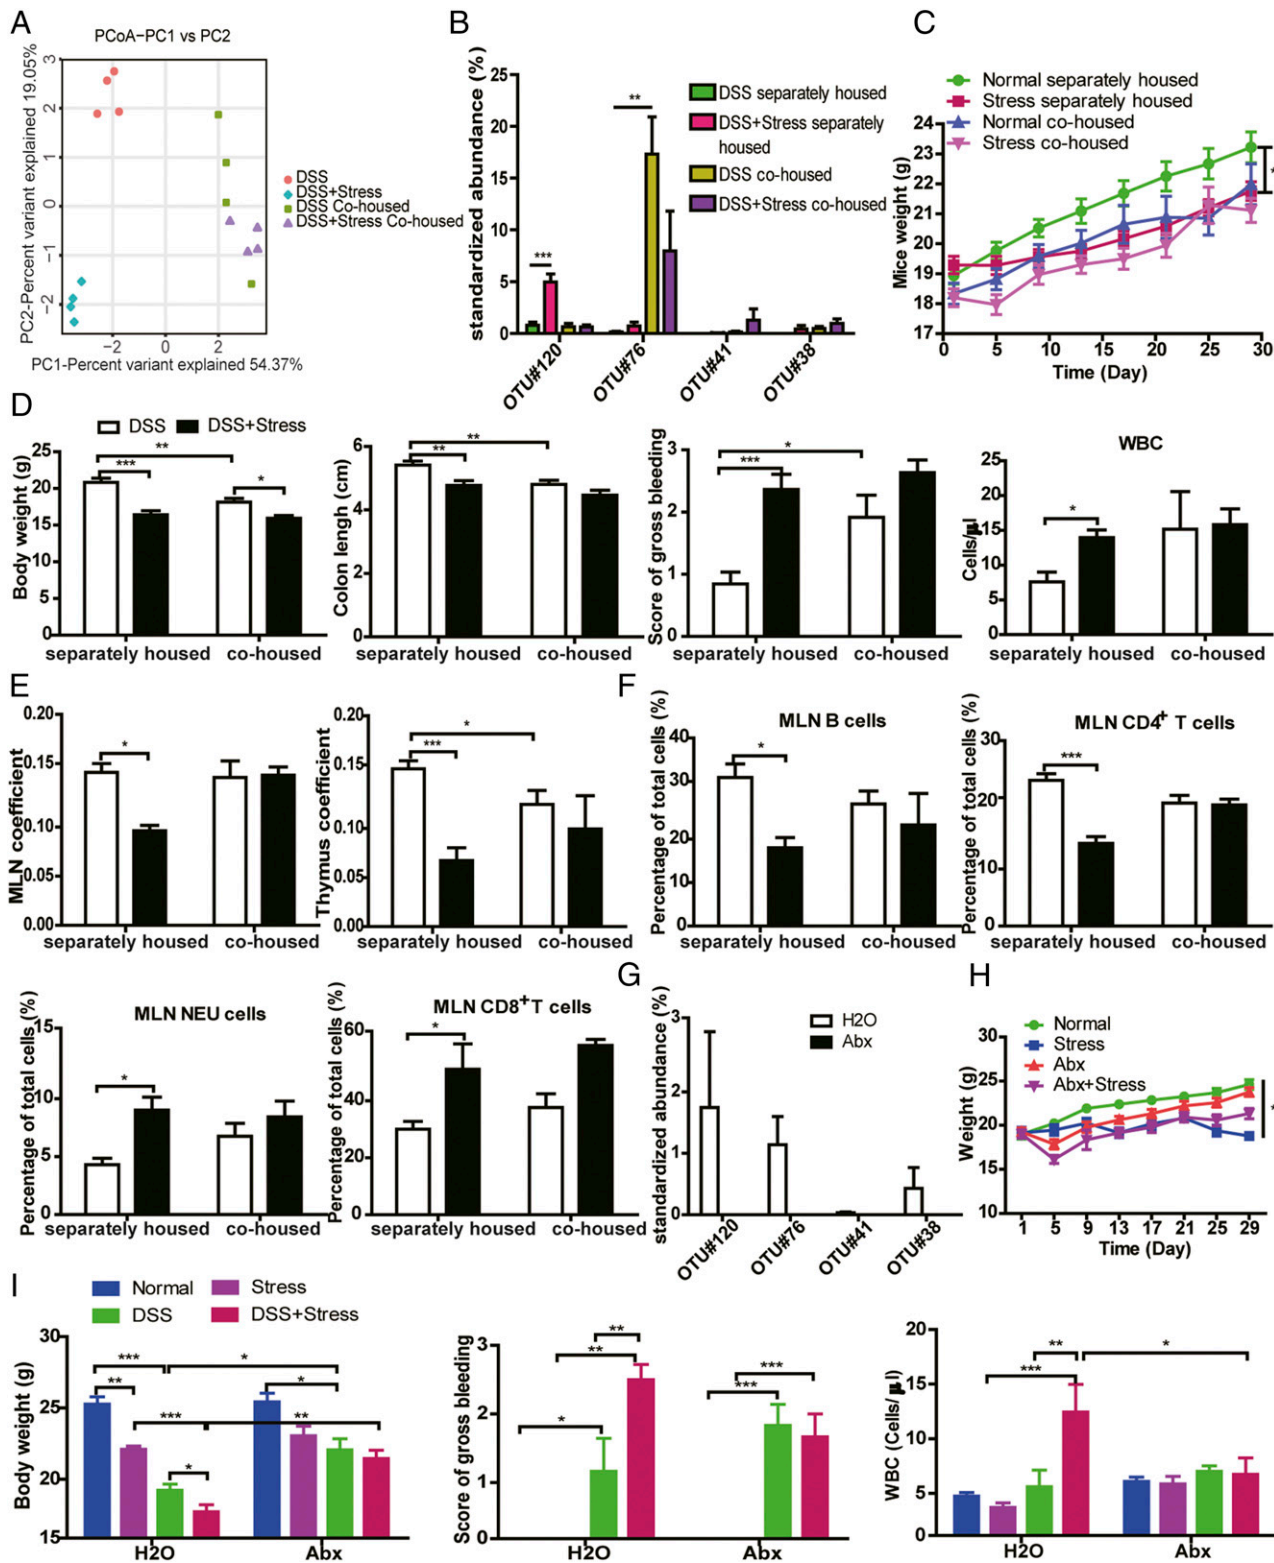 A
PCoA−PC1 vs PC2
PC2-Percent variant explained 19.05%
3
2
1
0
−1
−2
−2
0
2
PC1-Percent variant explained 54.37%
DSS
DSS+Stress
DSS Co-housed
DSS+Stress Co-housed
B
standardized abundance (%)
25
20
15
10
5
0
***
**
DSS separately housed
DSS+Stress separately
housed
DSS co-housed
DSS+Stress co-housed
OTU#120
OTU#76
OTU#41
OTU#38
C
Normal separately housed
Stress separately housed
Normal co-housed
Stress co-housed
Mice weight (g)
24
23
22
21
20
19
18
17
0
5
10
15
20
25
30
Time (Day)
*
D
DSS
DSS+Stress
Body weight (g)
25
20
15
10
5
0
**
***
*
separately housed
co-housed
Colon lengh (cm)
6
4
2
0
**
**
separately housed
co-housed
Score of gross bleeding
3
2
1
0
*
***
separately housed
co-housed
WBC
Cells/μl
25
20
15
10
5
0
*
separately housed
co-housed
E
MLN coefficient
0.20
0.15
0.10
0.05
0.00
*
separately housed
co-housed
Thymus coefficient
0.20
0.15
0.10
0.05
0.00
*
***
separately housed
co-housed
F
MLN B cells
Percentage of total cells (%)
40
30
20
10
0
*
separately housed
co-housed
MLN CD4+ T cells
Percentage of total cells (%)
30
20
10
0
***
separately housed
co-housed
MLN NEU cells
Percentage of total cells (%)
15
10
5
0
*
separately housed
co-housed
MLN CD8+T cells
Percentage of total cells (%)
60
40
20
0
*
separately housed
co-housed
G
standardized abundance (%)
3
2
1
0
H2O
Abx
OTU#120
OTU#76
OTU#41
OTU#38
H
Normal
Stress
Abx
Abx+Stress
Weight (g)
30
25
20
15
10
1
5
9
13
17
21
25
29
Time (Day)
*
I
Normal
Stress
DSS
DSS+Stress
Body weight (g)
30
25
20
15
***
*
**
*
***
**
*
H2O
Abx
Score of gross bleeding
3
2
1
0
**
**
*
***
***
H2O
Abx
WBC (Cells/μl)
20
15
10
5
0
**
*
***
H2O
Abx